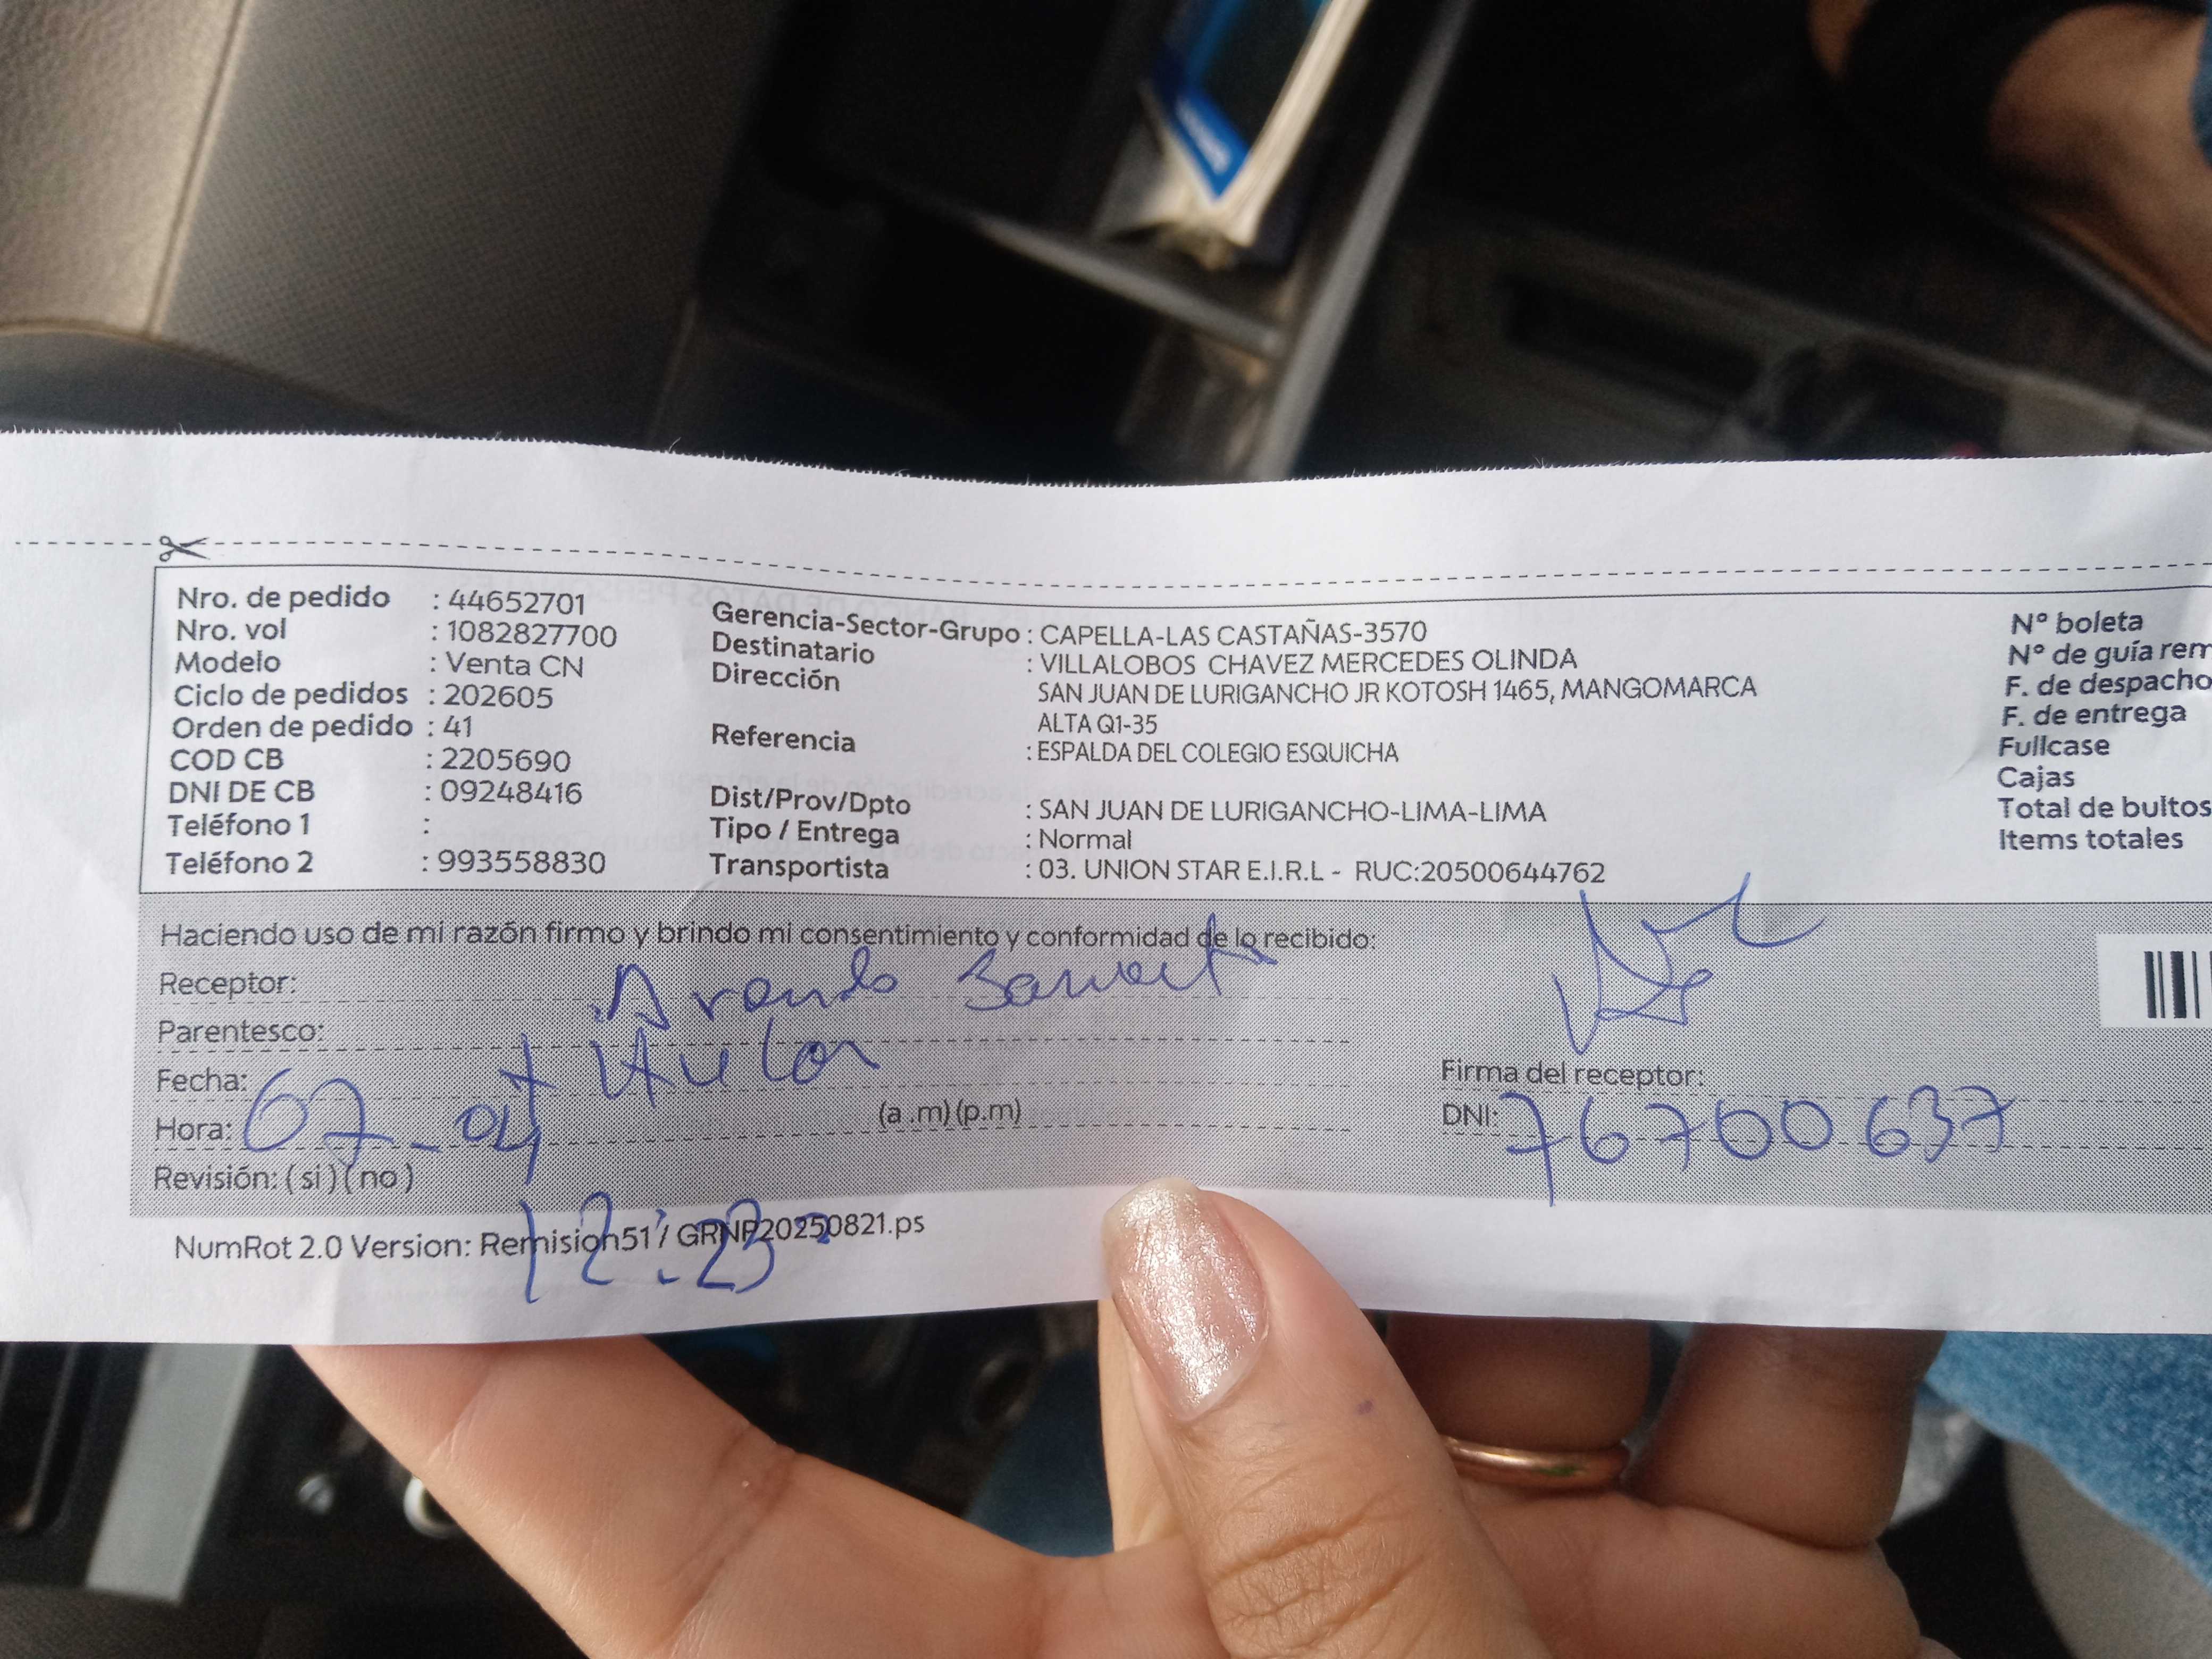 Nro. de pedido : 44652701
Nro. vol : 1082827700
Modelo : Venta CN
Ciclo de pedidos : 202605
Orden de pedido : 41
COD CB : 2205690
DNI DE CB : 09248416
Teléfono 1 :
Teléfono 2 : 993558830
Gerencia-Sector-Grupo : CAPELLA-LAS CASTAÑAS-3570
Destinatario : VILLALOBOS CHAVEZ MERCEDES OLINDA
Dirección SAN JUAN DE LURIGANCHO JR KOTOSH 1465, MANGOMARCA
ALTA Q1-35
Referencia : ESPALDA DEL COLEGIO ESQUICHA
Dist/Prov/Dpto : SAN JUAN DE LURIGANCHO-LIMA-LIMA
Tipo / Entrega : Normal
Transportista : 03. UNION STAR E.I.R.L - RUC:20500644762
N° boleta
N° de guía rem
F. de despacho
F. de entrega
Fullcase
Cajas
Total de bultos
Items totales
Haciendo uso de mi razón firmo y brindo mi consentimiento y conformidad de lo recibido:
Receptor:
Parentesco:
Fecha:
Hora: 07-04 (a.m) (p.m)
Revisión: (si) (no)
12:23
Firma del receptor:
DNI: 76700637
NumRot 2.0 Version: Remision51 / GRNP20250821.ps